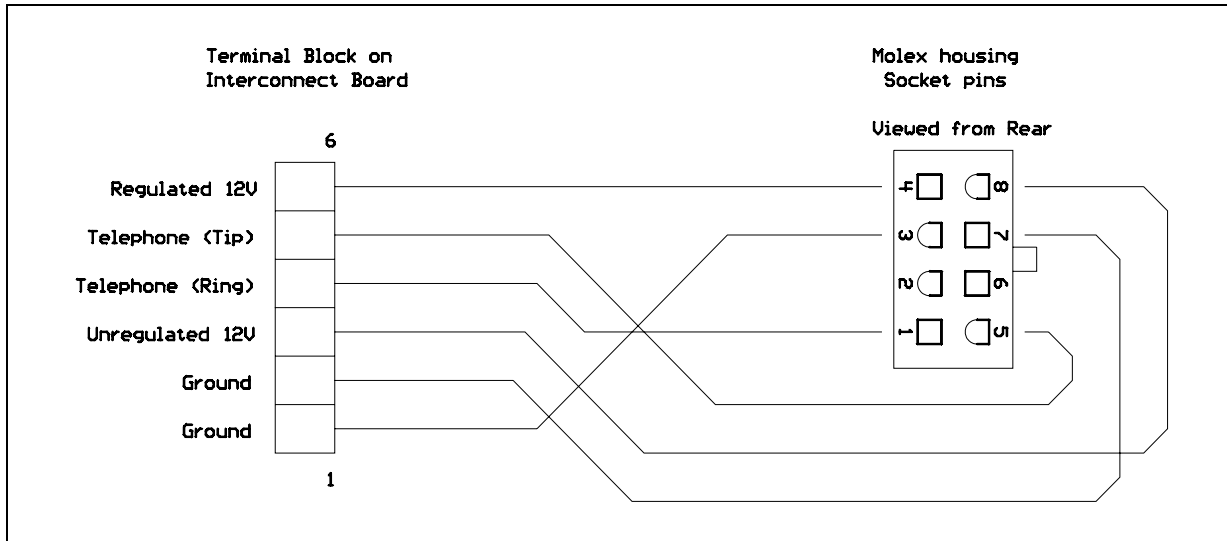 Terminal Block on
Interconnect Board
6
Regulated 12V
Telephone (Tip)
Telephone (Ring)
Unregulated 12V
Ground
Ground
1
Molex housing
Socket pins
Viewed from Rear
4 8
3 7
2 6
1 5